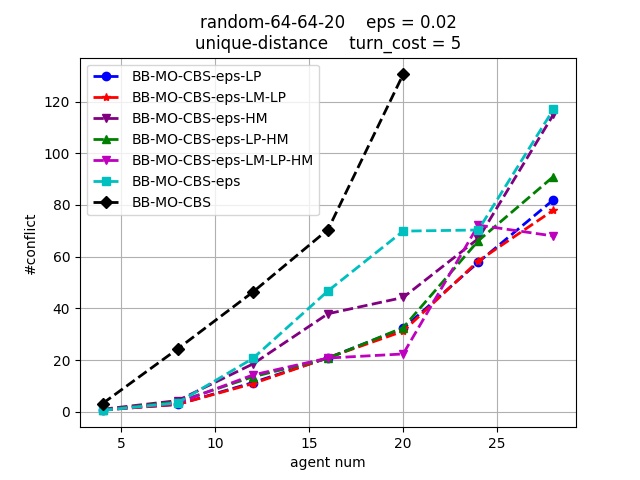 random-64-64-20    eps = 0.02
unique-distance    turn_cost = 5
BB-MO-CBS-eps-LP
BB-MO-CBS-eps-LM-LP
BB-MO-CBS-eps-HM
BB-MO-CBS-eps-LP-HM
BB-MO-CBS-eps-LM-LP-HM
BB-MO-CBS-eps
BB-MO-CBS
#conflict
120
100
80
60
40
20
0
5 10 15 20 25
agent num